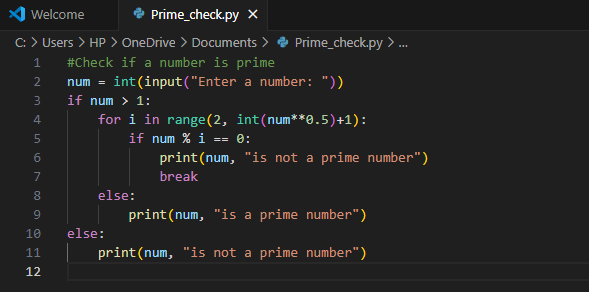 Welcome Prime_check.py
C: > Users > HP > OneDrive > Documents > Prime_check.py > ...
1 #Check if a number is prime
2 num = int(input("Enter a number: "))
3 if num > 1:
4     for i in range(2, int(num**0.5)+1):
5         if num % i == 0:
6             print(num, "is not a prime number")
7             break
8     else:
9         print(num, "is a prime number")
10 else:
11     print(num, "is not a prime number")
12